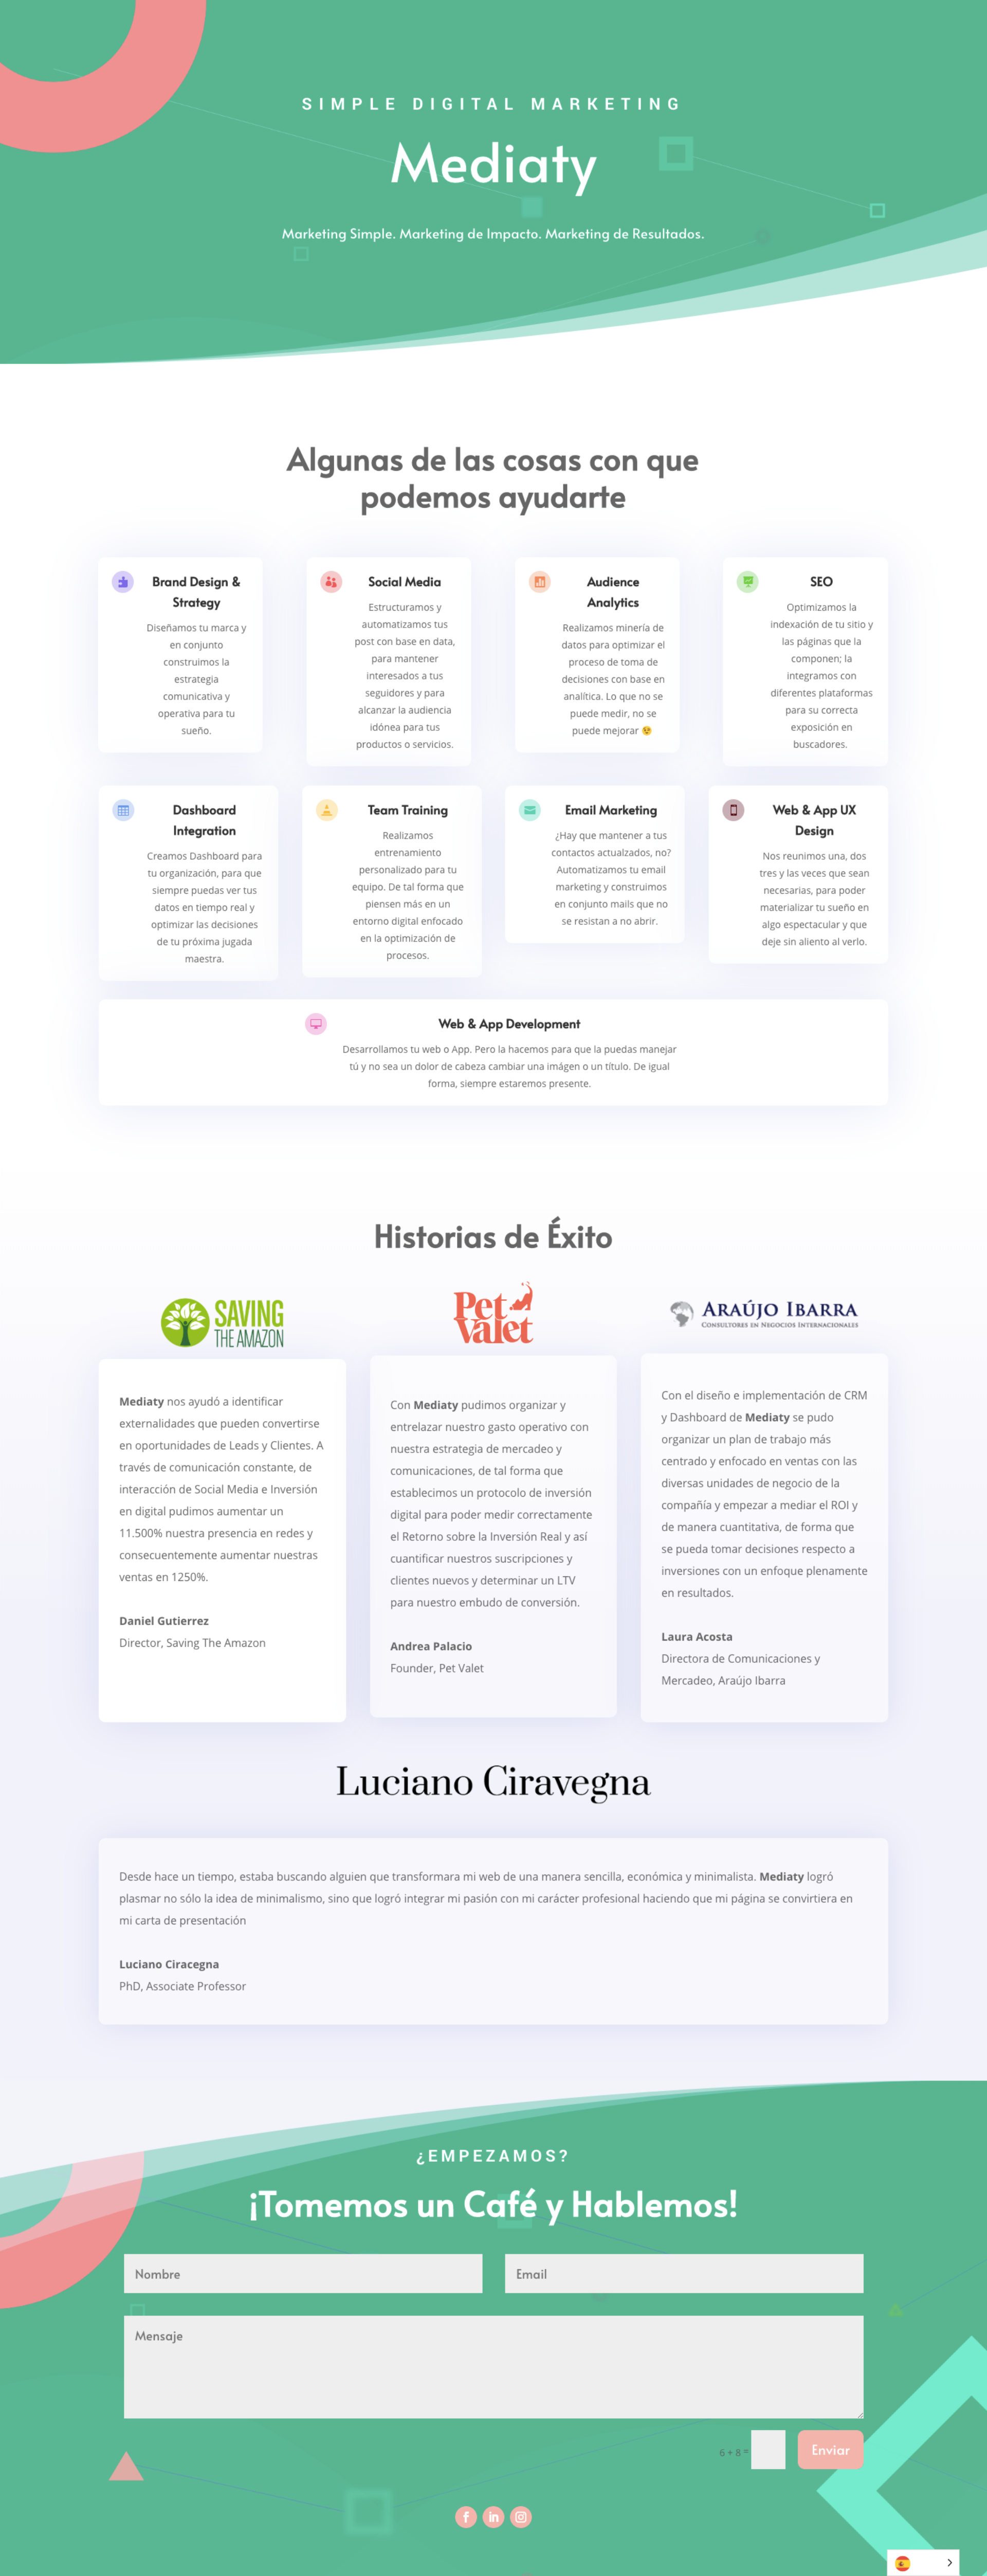 SIMPLE DIGITAL MARKETING
Mediaty
Marketing Simple. Marketing de Impacto. Marketing de Resultados.
Algunas de las cosas con que
podemos ayudarte
Brand Design &
Strategy
Diseñamos tu marca y
en conjunto
construimos la
estrategia
comunicativa y
operativa para tu
sueño.
Social Media
Estructuramos y
automatizamos tus
post con base en data,
para mantener
interesados a tus
seguidores y para
alcanzar la audiencia
idónea para tus
productos o servicios.
Audience
Analytics
Realizamos minería de
datos para optimizar el
proceso de toma de
decisiones con base en
analítica. Lo que no se
puede medir, no se
puede mejorar 😉
SEO
Optimizamos la
indexación de tu sitio y
las páginas que la
componen; la
integramos con
diferentes plataformas
para su correcta
exposición en
buscadores.
Dashboard
Integration
Creamos Dashboard para
tu organización, para que
siempre puedas ver tus
datos en tiempo real y
optimizar las decisiones
de tu próxima jugada
maestra.
Team Training
Realizamos
entrenamiento
personalizado para tu
equipo. De tal forma que
piensen más en un
entorno digital enfocado
en la optimización de
procesos.
Email Marketing
¿Hay que mantener a tus
contactos actualzados, no?
Automatizamos tu email
marketing y construimos
en conjunto mails que no
se resistan a no abrir.
Web & App UX
Design
Nos reunimos una, dos
tres y las veces que sean
necesarias, para poder
materializar tu sueño en
algo espectacular y que
deje sin aliento al verlo.
Web & App Development
Desarrollamos tu web o App. Pero la hacemos para que la puedas manejar
tú y no sea un dolor de cabeza cambiar una imágen o un título. De igual
forma, siempre estaremos presente.
Historias de Éxito
SAVING
THE AMAZON
Mediaty nos ayudó a identificar
externalidades que pueden convertirse
en oportunidades de Leads y Clientes. A
través de comunicación constante, de
interacción de Social Media e Inversión
en digital pudimos aumentar un
11.500% nuestra presencia en redes y
consecuentemente aumentar nuestras
ventas en 1250%.
Daniel Gutierrez
Director, Saving The Amazon
Pet
Valet
Con Mediaty pudimos organizar y
entrelazar nuestro gasto operativo con
nuestra estrategia de mercadeo y
comunicaciones, de tal forma que
establecimos un protocolo de inversión
digital para poder medir correctamente
el Retorno sobre la Inversión Real y así
cuantificar nuestros suscripciones y
clientes nuevos y determinar un LTV
para nuestro embudo de conversión.
Andrea Palacio
Founder, Pet Valet
ARAÚJO IBARRA
CONSULTORES EN NEGOCIOS INTERNACIONALES
Con el diseño e implementación de CRM
y Dashboard de Mediaty se pudo
organizar un plan de trabajo más
centrado y enfocado en ventas con las
diversas unidades de negocio de la
compañía y empezar a mediar el ROI y
de manera cuantitativa, de forma que
se pueda tomar decisiones respecto a
inversiones con un enfoque plenamente
en resultados.
Laura Acosta
Directora de Comunicaciones y
Mercadeo, Araújo Ibarra
Luciano Ciravegna
Desde hace un tiempo, estaba buscando alguien que transformara mi web de una manera sencilla, económica y minimalista. Mediaty logró
plasmar no sólo la idea de minimalismo, sino que logró integrar mi pasión con mi carácter profesional haciendo que mi página se convirtiera en
mi carta de presentación
Luciano Ciracegna
PhD, Associate Professor
¿EMPEZAMOS?
¡Tomemos un Café y Hablemos!
Nombre
Email
Mensaje
6 + 8 =
Enviar